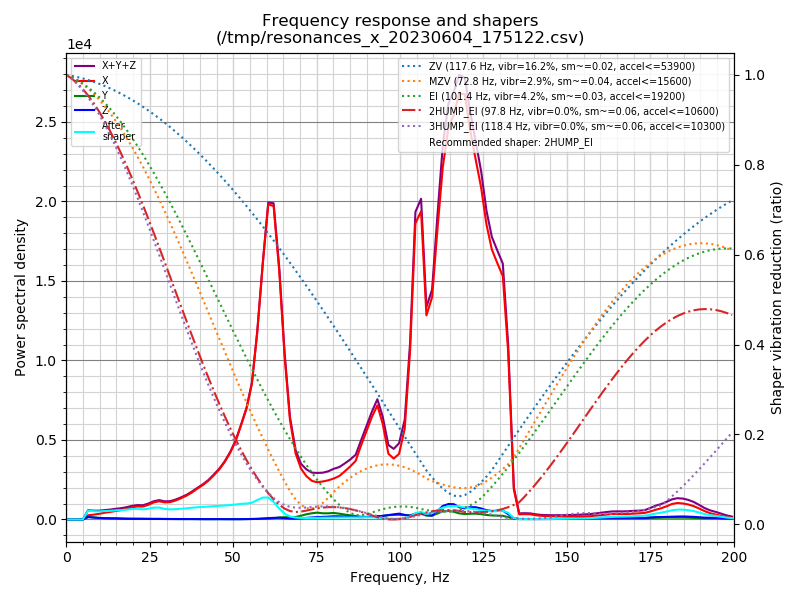 Frequency response and shapers
(/tmp/resonances_x_20230604_175122.csv)
1e4
X+Y+Z
X
Y
Z
After
shaper
ZV (117.6 Hz, vibr=16.2%, sm~=0.02, accel<=53900)
MZV (72.8 Hz, vibr=2.9%, sm~=0.04, accel<=15600)
EI (101.4 Hz, vibr=4.2%, sm~=0.03, accel<=19200)
2HUMP_EI (97.8 Hz, vibr=0.0%, sm~=0.06, accel<=10600)
3HUMP_EI (118.4 Hz, vibr=0.0%, sm~=0.06, accel<=10300)
Recommended shaper: 2HUMP_EI
Power spectral density
2.5
2.0
1.5
1.0
0.5
0.0
1.0
0.8
0.6
0.4
0.2
0.0
Shaper vibration reduction (ratio)
0 25 50 75 100 125 150 175 200
Frequency, Hz